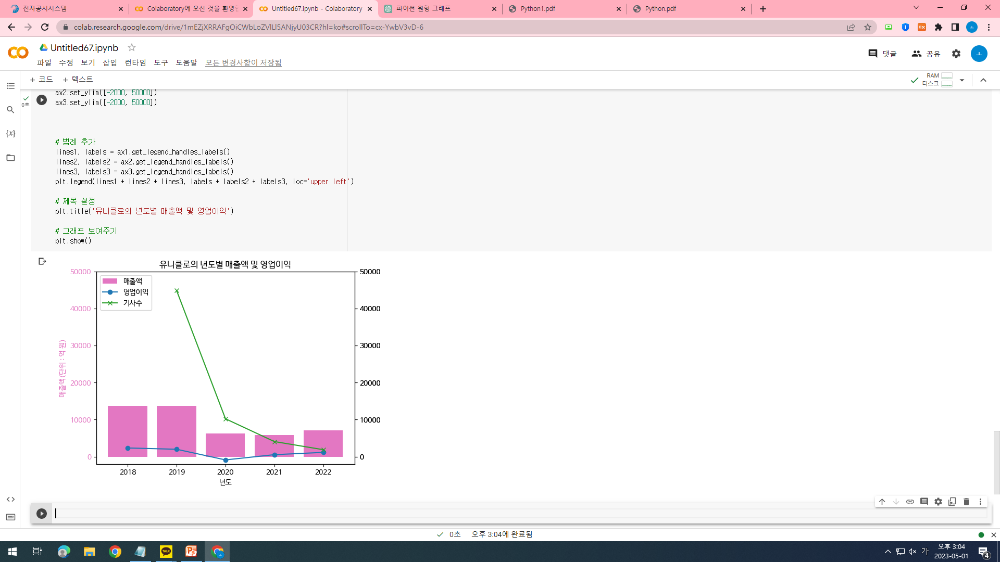 전자공시시스템
Colaboratory에 오신 것을 환영합
Untitled67.ipynb - Colaboratory
파이썬 원형 그래프
Python1.pdf
Python.pdf
colab.research.google.com/drive/1mEZjXRRAFgOiCWbLoZVlLl5ANjyU03CR?hl=ko#scrollTo=cx-YwbV3vD-6
Untitled67.ipynb
댓글
공유
파일 수정 보기 삽입 런타임 도구 도움말 모든 변경사항이 저장됨
+ 코드 + 텍스트
RAM
디스크
0초
ax2.set_ylim([-2000, 50000])
ax3.set_ylim([-2000, 50000])
# 범례 추가
lines1, labels = ax1.get_legend_handles_labels()
lines2, labels2 = ax2.get_legend_handles_labels()
lines3, labels3 = ax3.get_legend_handles_labels()
plt.legend(lines1 + lines2 + lines3, labels + labels2 + labels3, loc='upper left')
# 제목 설정
plt.title('유니클로의 년도별 매출액 및 영업이익')
# 그래프 보여주기
plt.show()
유니클로의 년도별 매출액 및 영업이익
매출액
영업이익
기사수
50000
40000
30000
20000
10000
0
매출액(단위 : 억 원)
50000
40000
30000
20000
10000
0
2018 2019 2020 2021 2022
년도
0초 오후 3:04에 완료됨
TALK
가
오후 3:04
2023-05-01
4